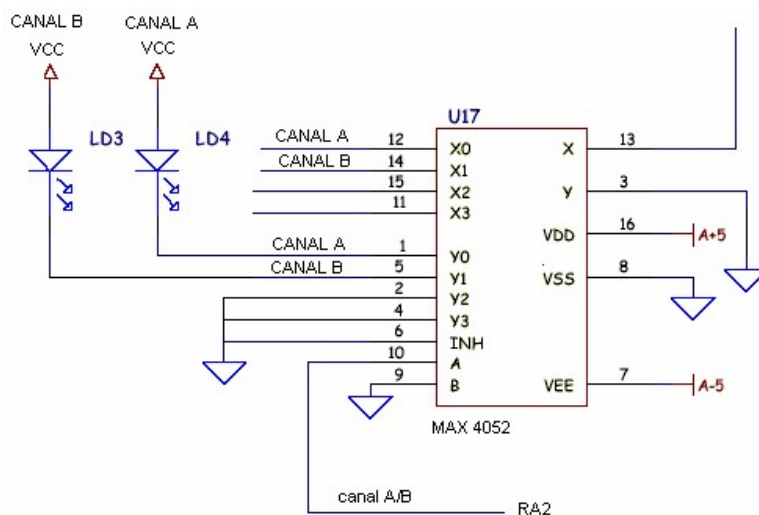 CANAL B
VCC
CANAL A
VCC
LD3
LD4
U17
CANAL A 12 X0
CANAL B 14 X1
15 X2
11 X3
CANAL A 1 Y0
CANAL B 5 Y1
2 Y2
4 Y3
6 INH
10 A
9 B
X 13
Y 3
VDD 16 A+5
VSS 8
VEE 7 A-5
MAX 4052
canal A/B RA2